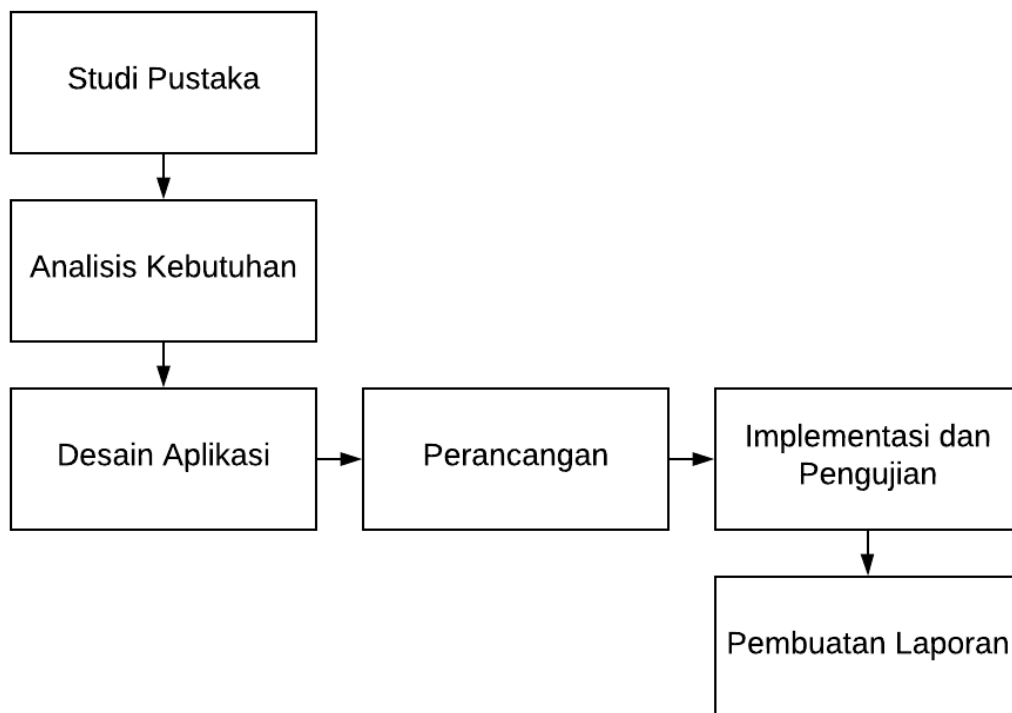 Studi Pustaka
Analisis Kebutuhan
Desain Aplikasi
Perancangan
Implementasi dan
Pengujian
Pembuatan Laporan